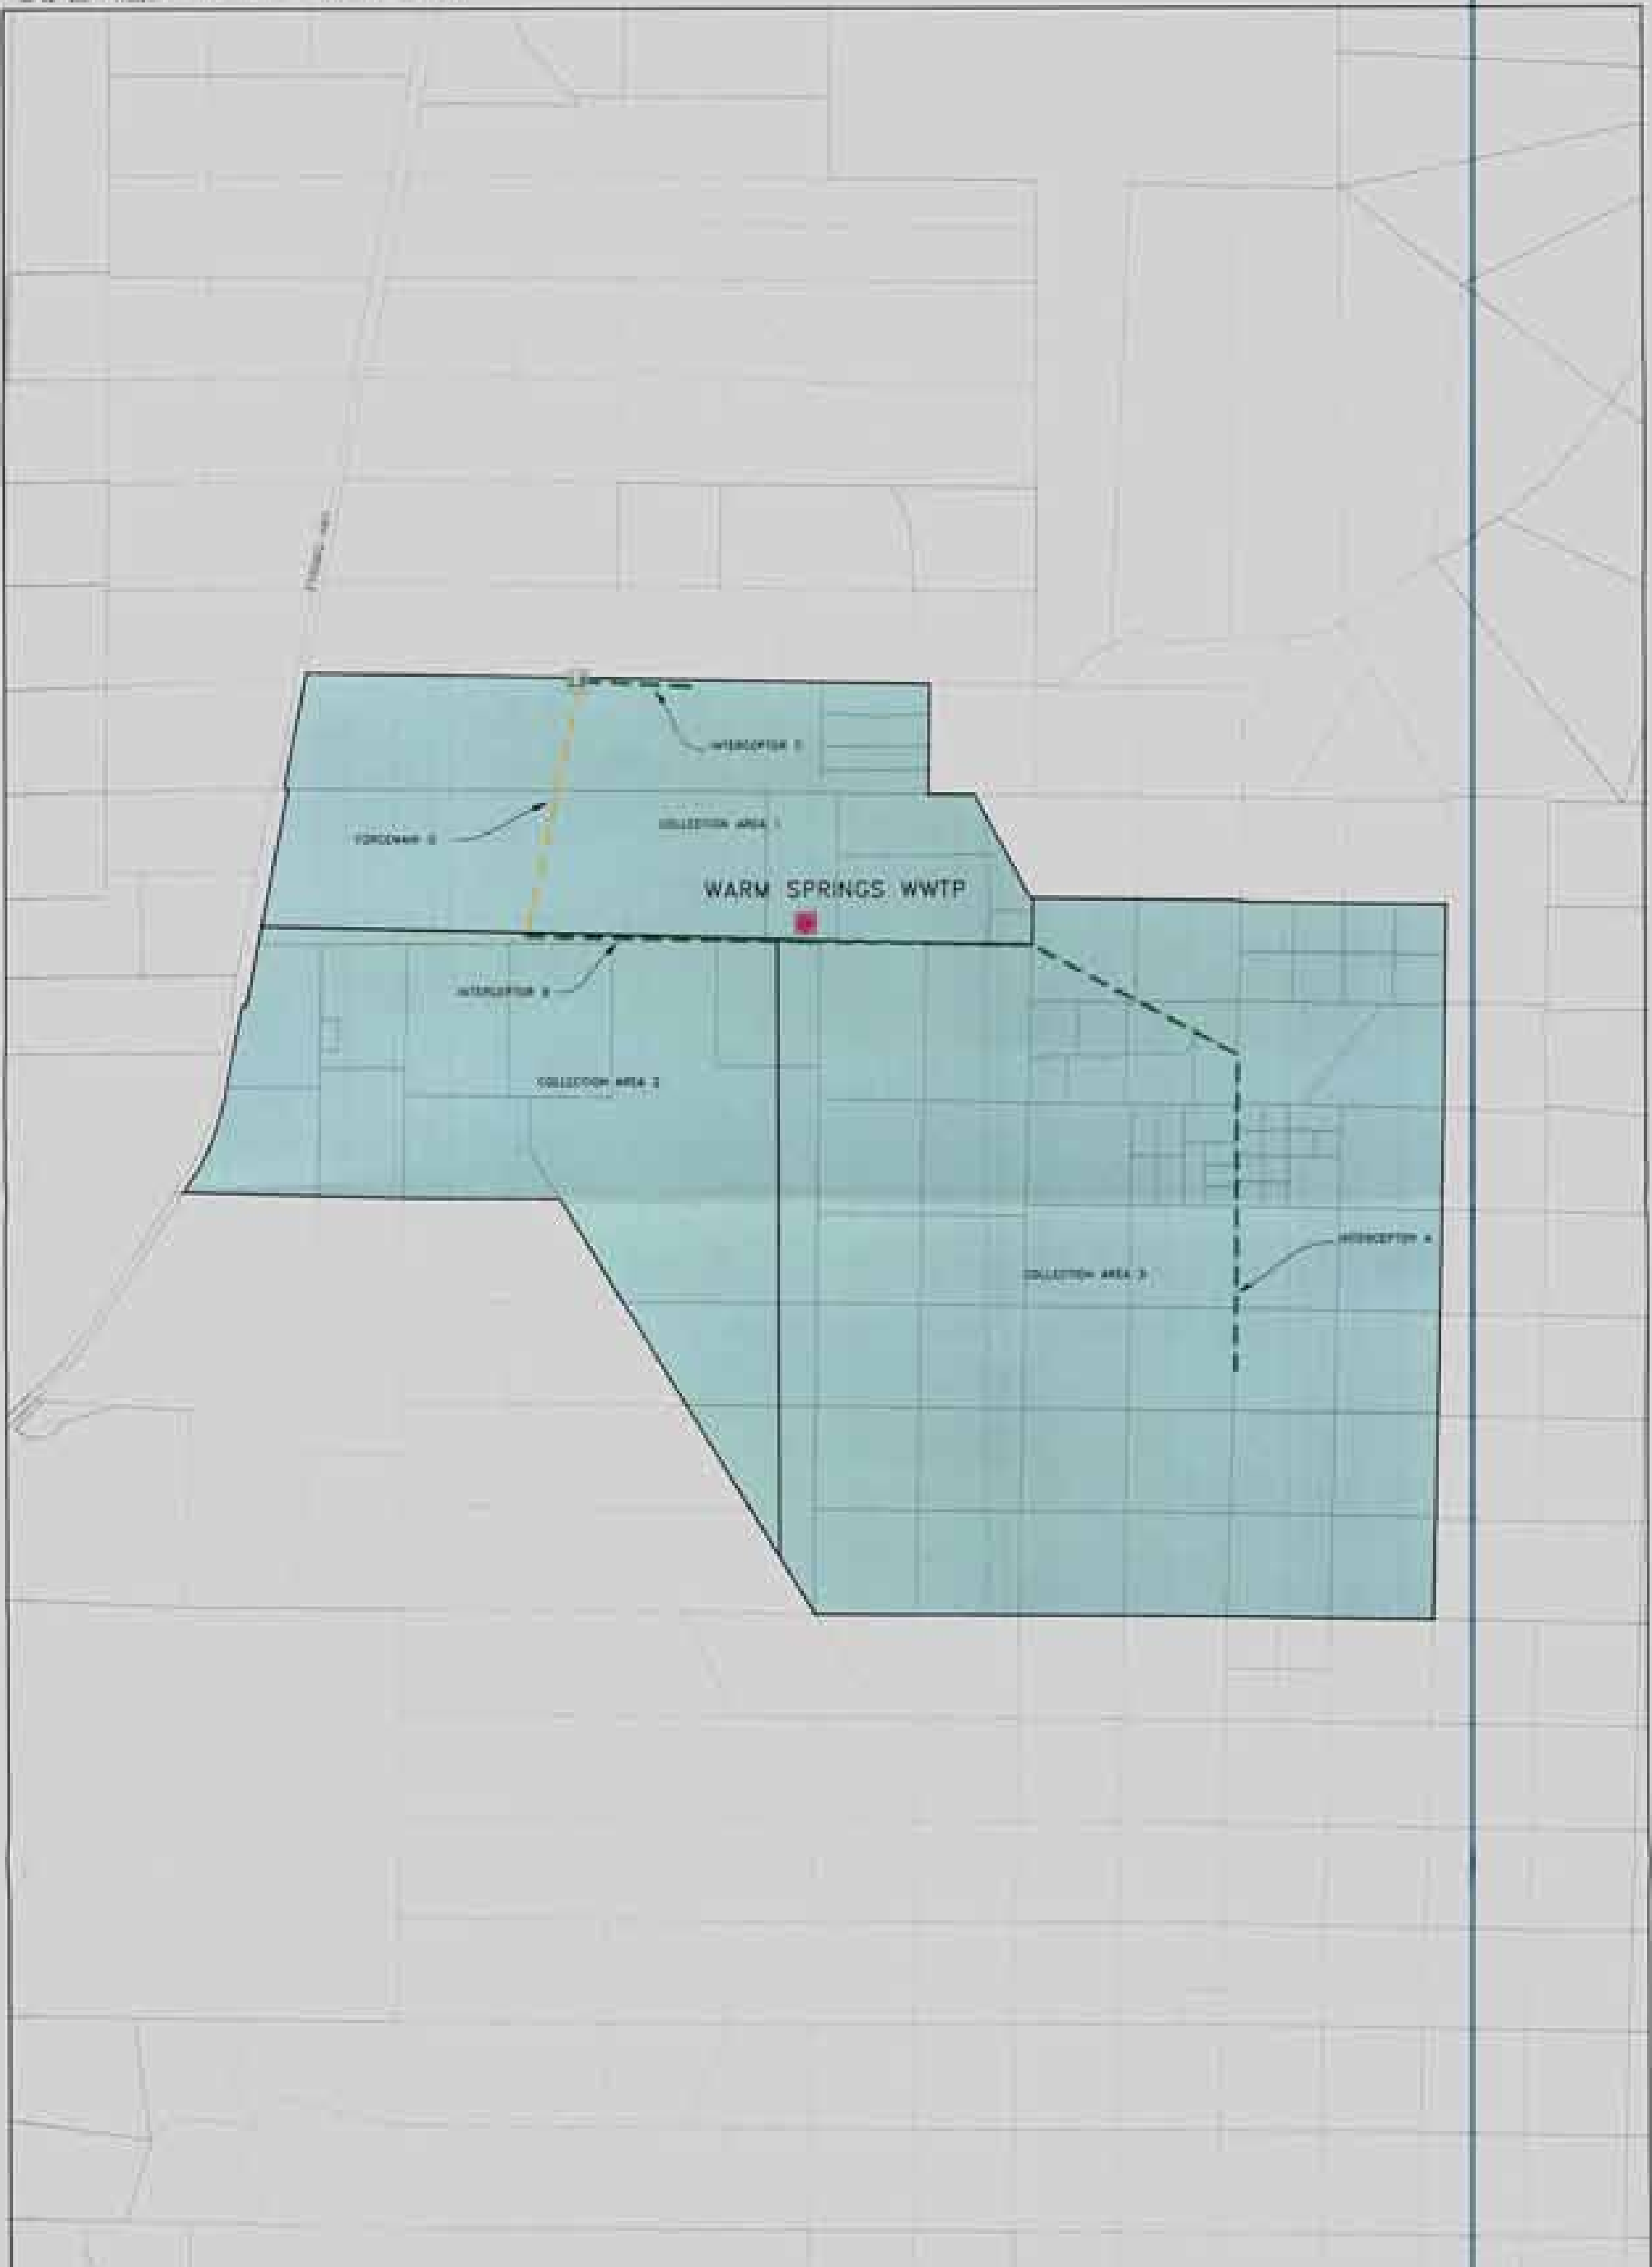 INTERCEPTOR C
FORCEMAIN D
COLLECTION AREA 1
WARM SPRINGS WWTP
INTERCEPTOR B
COLLECTION AREA 2
INTERCEPTOR A
COLLECTION AREA 3